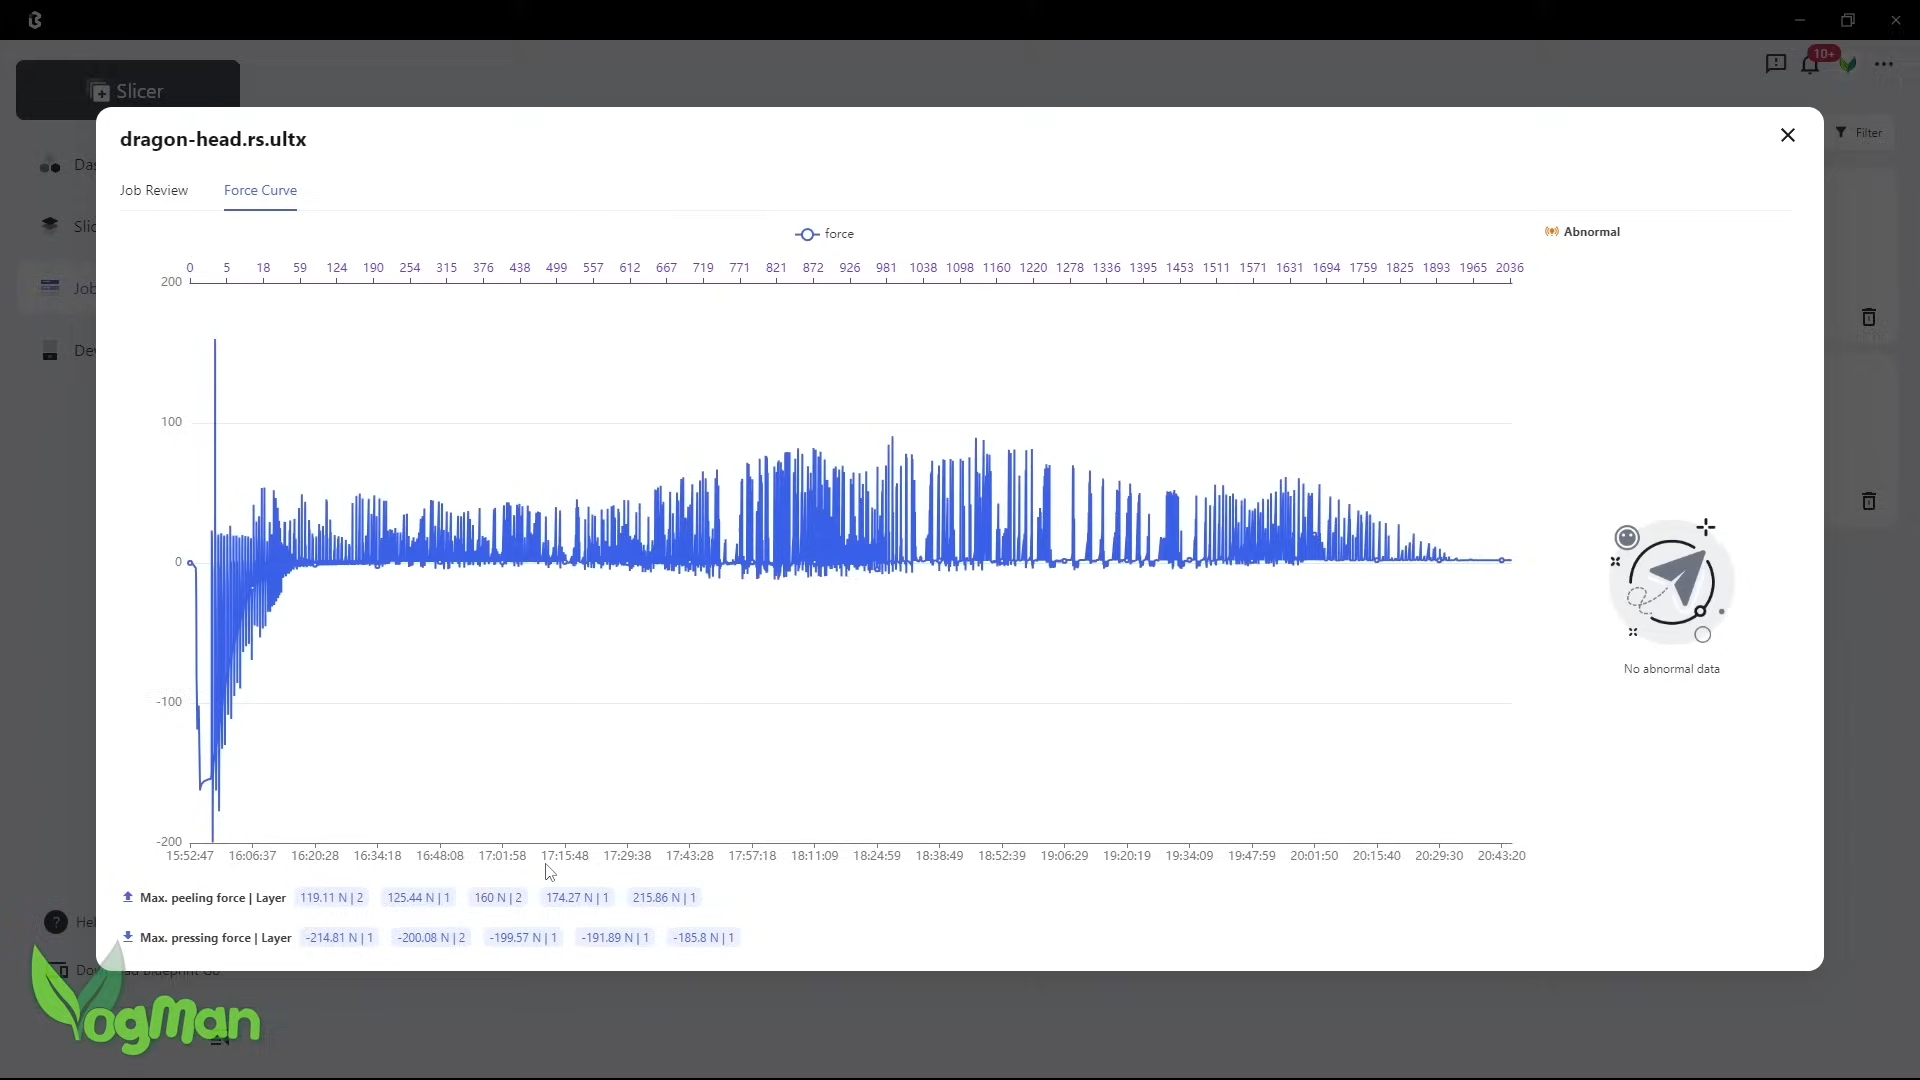 Slicer
10+
Filter
dragon-head.rs.ultx
Job Review Force Curve
force
Abnormal
0 5 18 59 124 190 254 315 376 438 499 557 612 667 719 771 821 872 926 981 1038 1098 1160 1220 1278 1336 1395 1453 1511 1571 1631 1694 1759 1825 1893 1965 2036
200
100
0
-100
-200
15:52:47 16:06:37 16:20:28 16:34:18 16:48:08 17:01:58 17:15:48 17:29:38 17:43:28 17:57:18 18:11:09 18:24:59 18:38:49 18:52:39 19:06:29 19:20:19 19:34:09 19:47:59 20:01:50 20:15:40 20:29:30 20:43:20
No abnormal data
Max. peeling force | Layer 119.11 N | 2 125.44 N | 1 160 N | 2 174.27 N | 1 215.86 N | 1
Max. pressing force | Layer -214.81 N | 1 -200.08 N | 2 -199.57 N | 1 -191.89 N | 1 -185.8 N | 1
Das
Slic
Job
Dev
Hel
VogMan